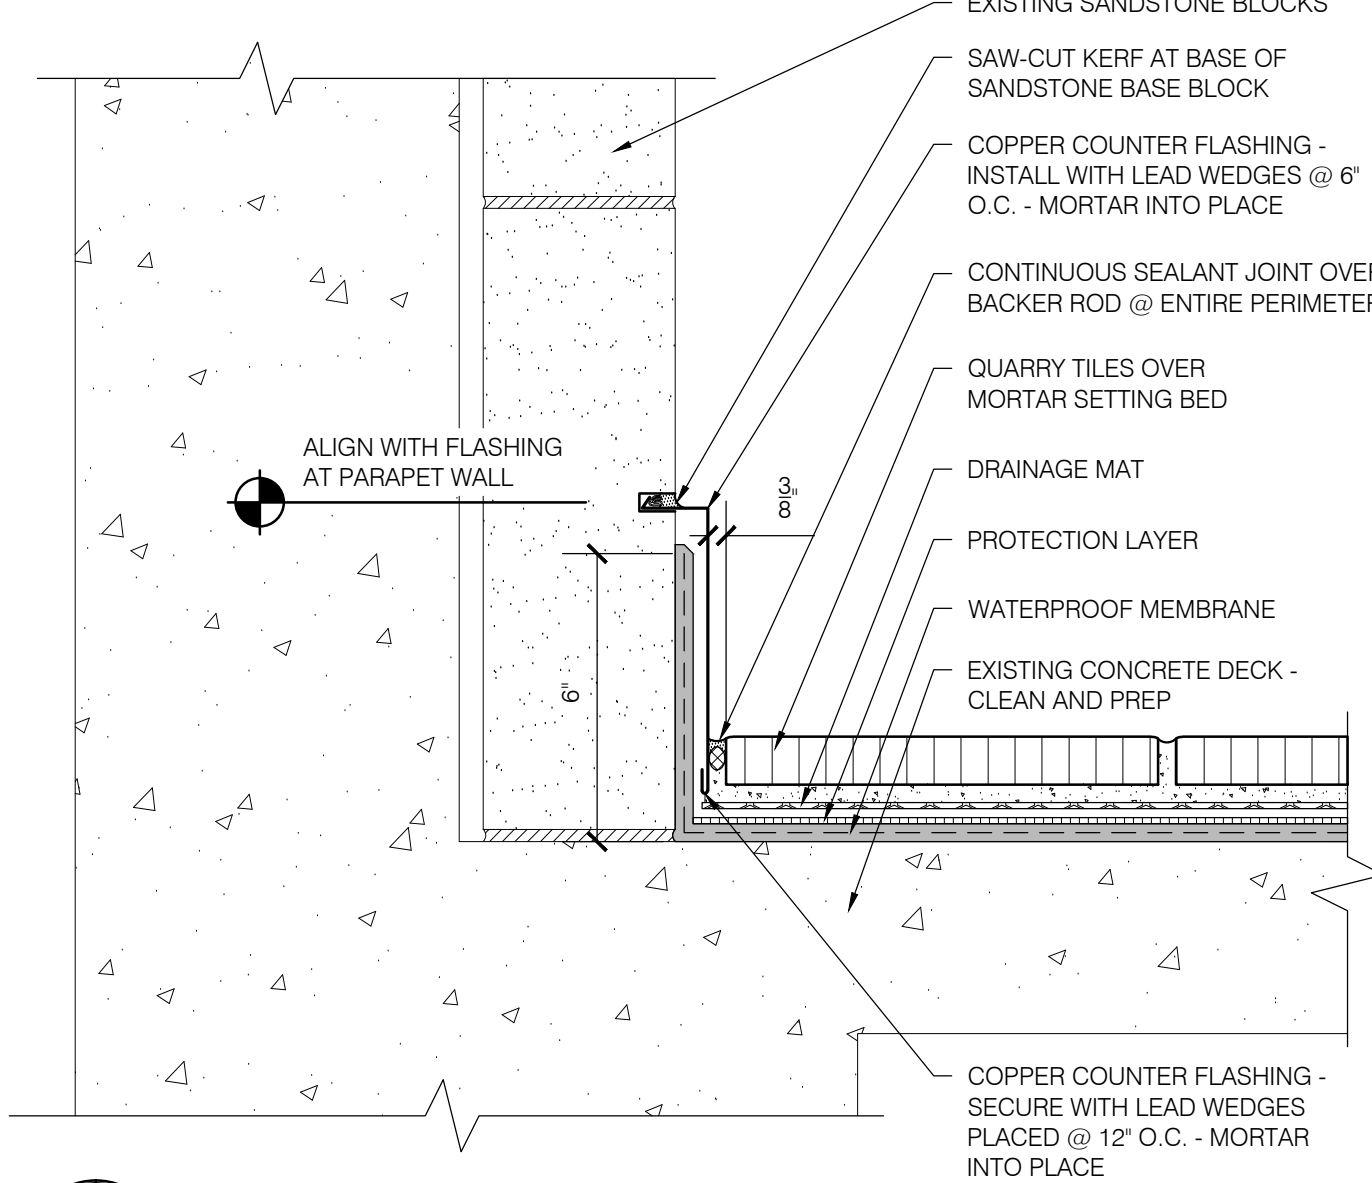 EXISTING SANDSTONE BLOCKS
SAW-CUT KERF AT BASE OF
SANDSTONE BASE BLOCK
COPPER COUNTER FLASHING -
INSTALL WITH LEAD WEDGES @ 6"
O.C. - MORTAR INTO PLACE
CONTINUOUS SEALANT JOINT OVER
BACKER ROD @ ENTIRE PERIMETER
QUARRY TILES OVER
MORTAR SETTING BED
ALIGN WITH FLASHING
AT PARAPET WALL
DRAINAGE MAT
3/8"
PROTECTION LAYER
WATERPROOF MEMBRANE
EXISTING CONCRETE DECK -
CLEAN AND PREP
6"
COPPER COUNTER FLASHING -
SECURE WITH LEAD WEDGES
PLACED @ 12" O.C. - MORTAR
INTO PLACE